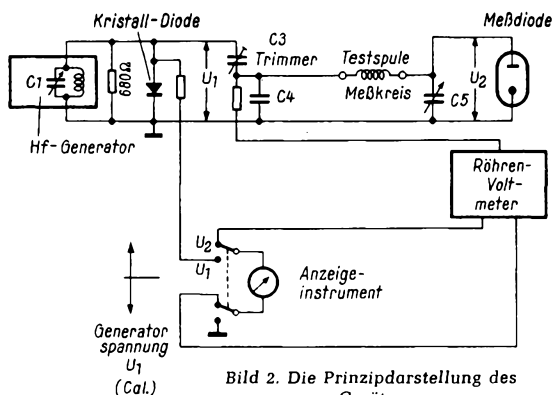 Kristall-Diode
Meßdiode
C3
Trimmer
Testspule
Meßkreis
C1
680Ω
U1
C4
C5
U2
Hf-Generator
Röhren-
Volt-
meter
U2
U1
Anzeige-
instrument
Generator
spannung
U1
(Cal.)
Bild 2. Die Prinzipdarstellung des